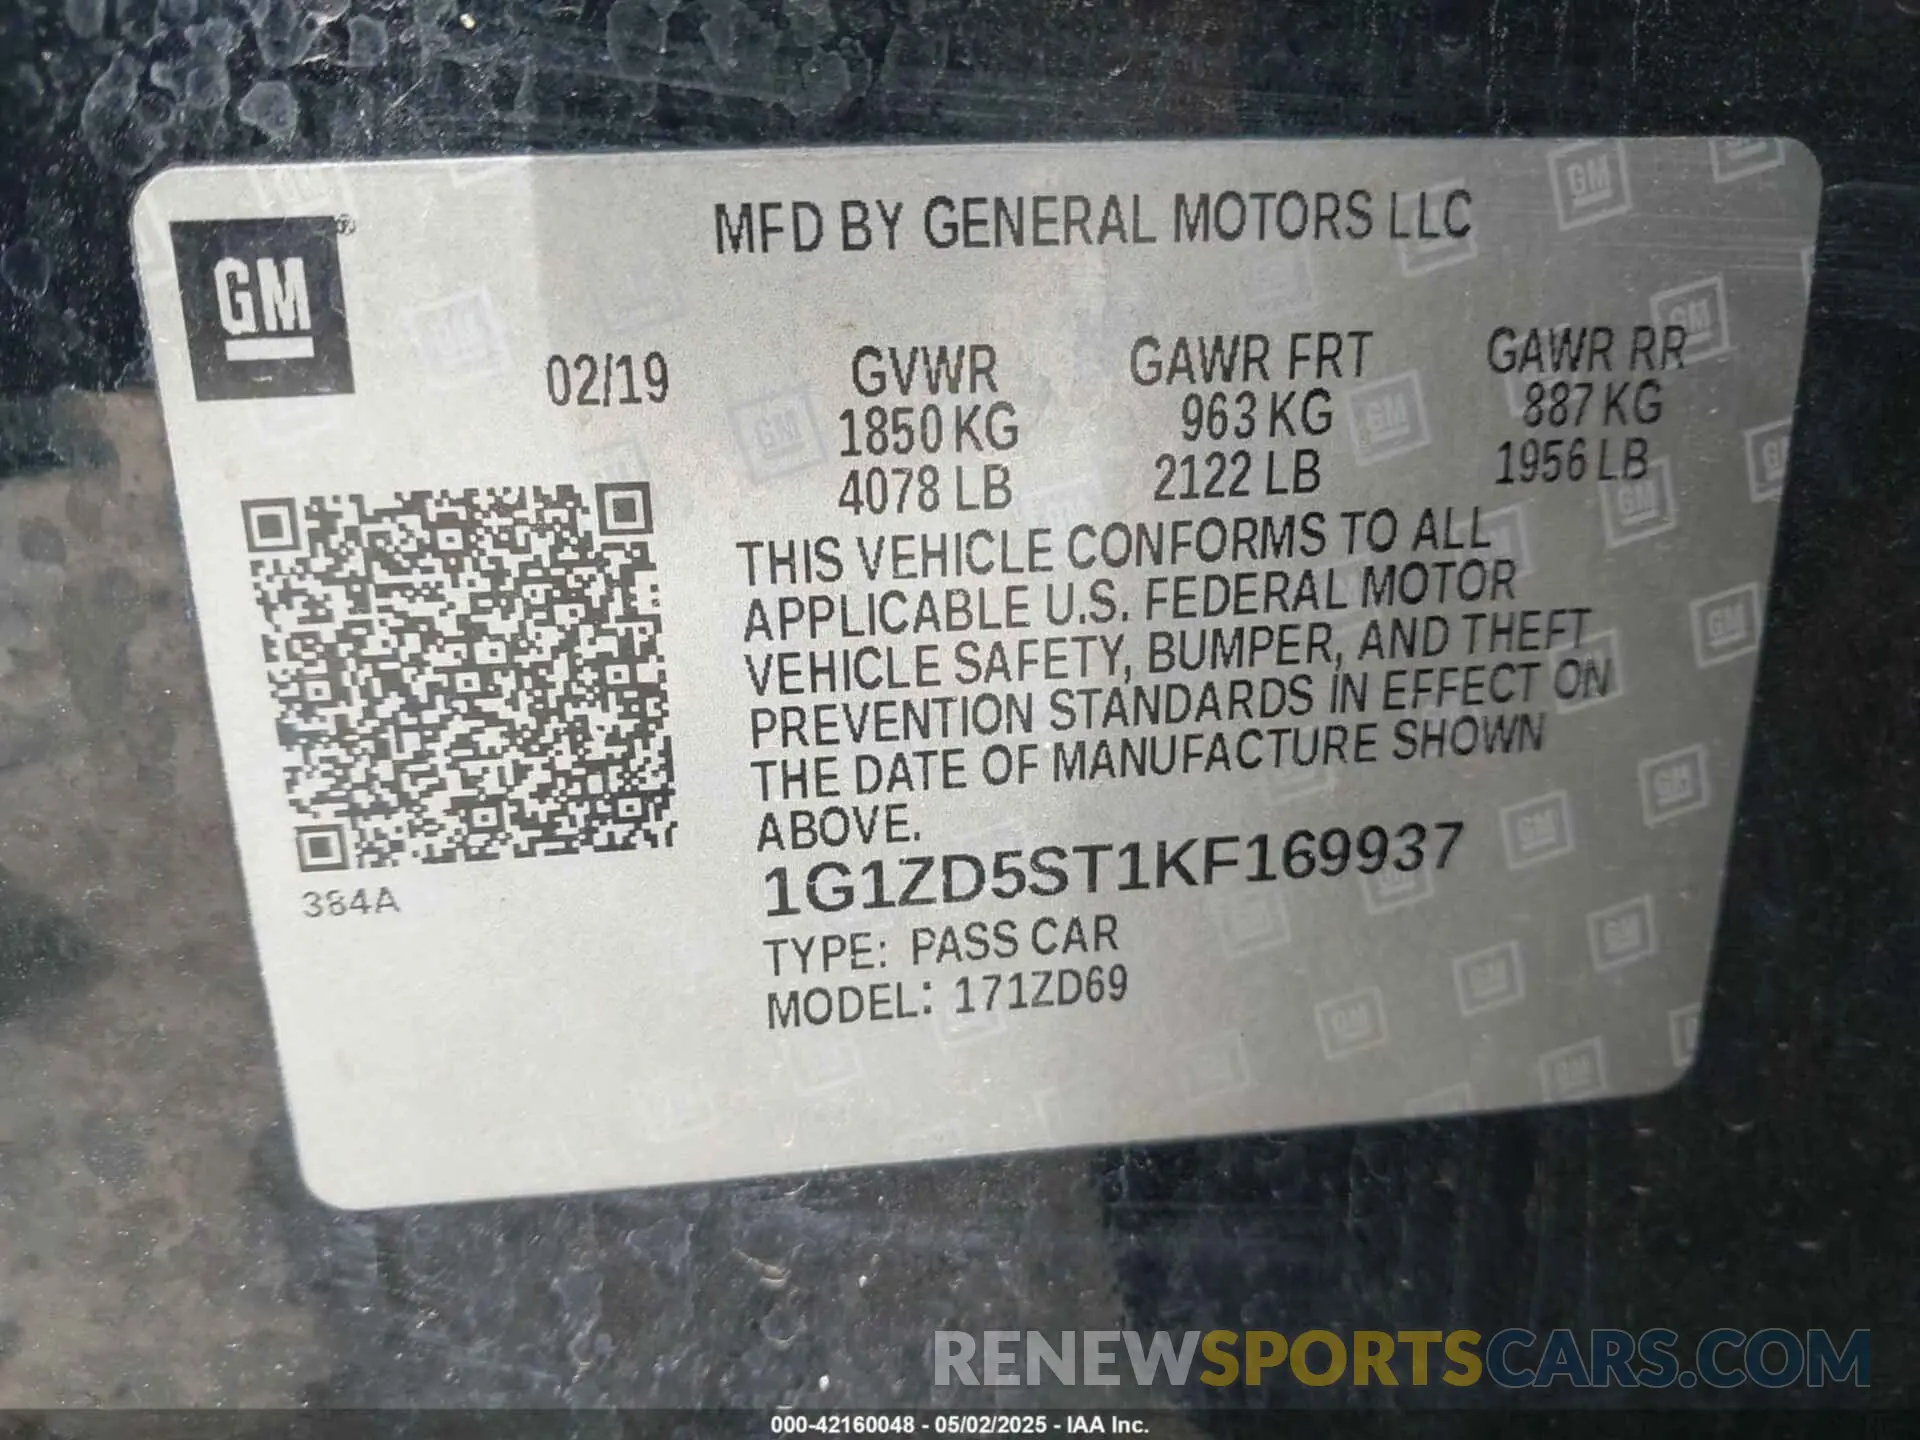 GM®
MFD BY GENERAL MOTORS LLC
02/19
GVWR
1850 KG
4078 LB
GAWR FRT
963 KG
2122 LB
GAWR RR
887 KG
1956 LB
THIS VEHICLE CONFORMS TO ALL
APPLICABLE U.S. FEDERAL MOTOR
VEHICLE SAFETY, BUMPER, AND THEFT
PREVENTION STANDARDS IN EFFECT ON
THE DATE OF MANUFACTURE SHOWN
ABOVE.
1G1ZD5ST1KF169937
TYPE: PASS CAR
MODEL: 171ZD69
384A
RENEWSPORTSCARS.COM
000-42160048 - 05/02/2025 - IAA Inc.